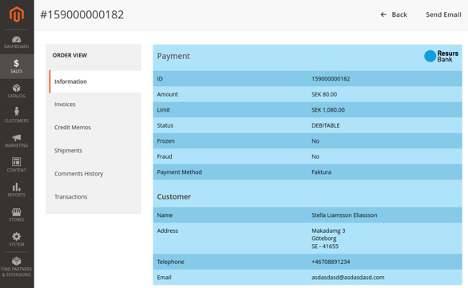 #159000000182
← Back
Send Email
DASHBOARD
$ SALES
CATALOG
CUSTOMERS
MARKETING
CONTENT
REPORTS
STORES
SYSTEM
FIND PARTNERS
& EXTENSIONS
ORDER VIEW
Information
Invoices
Credit Memos
Shipments
Comments History
Transactions
Payment
Resurs
Bank
ID 159000000182
Amount SEK 80.00
Limit SEK 1,080.00
Status DEBITABLE
Frozen No
Fraud No
Payment Method Faktura
Customer
Name Stella Liamsson Eliasson
Address Makadamg 3
Göteborg
SE - 41655
Telephone +46708891234
Email asdasdasd@asdasdasd.com